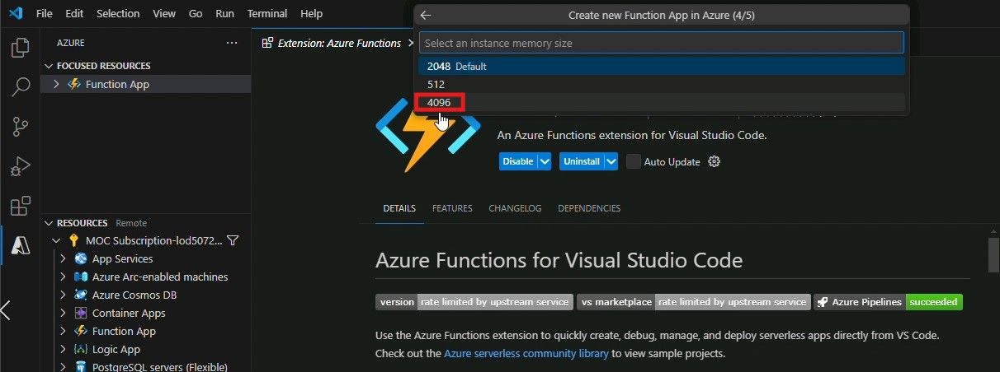 File Edit Selection View Go Run Terminal Help
Create new Function App in Azure (4/5)
Select an instance memory size
2048 Default
512
4096
AZURE
FOCUSED RESOURCES
Function App
RESOURCES Remote
MOC Subscription-lod5072...
App Services
Azure Arc-enabled machines
Azure Cosmos DB
Container Apps
Function App
Logic App
PostgreSQL servers (Flexible)
Extension: Azure Functions
An Azure Functions extension for Visual Studio Code.
Disable Uninstall Auto Update
DETAILS FEATURES CHANGELOG DEPENDENCIES
Azure Functions for Visual Studio Code
version rate limited by upstream service vs marketplace rate limited by upstream service Azure Pipelines succeeded
Use the Azure Functions extension to quickly create, debug, manage, and deploy serverless apps directly from VS Code.
Check out the Azure serverless community library to view sample projects.